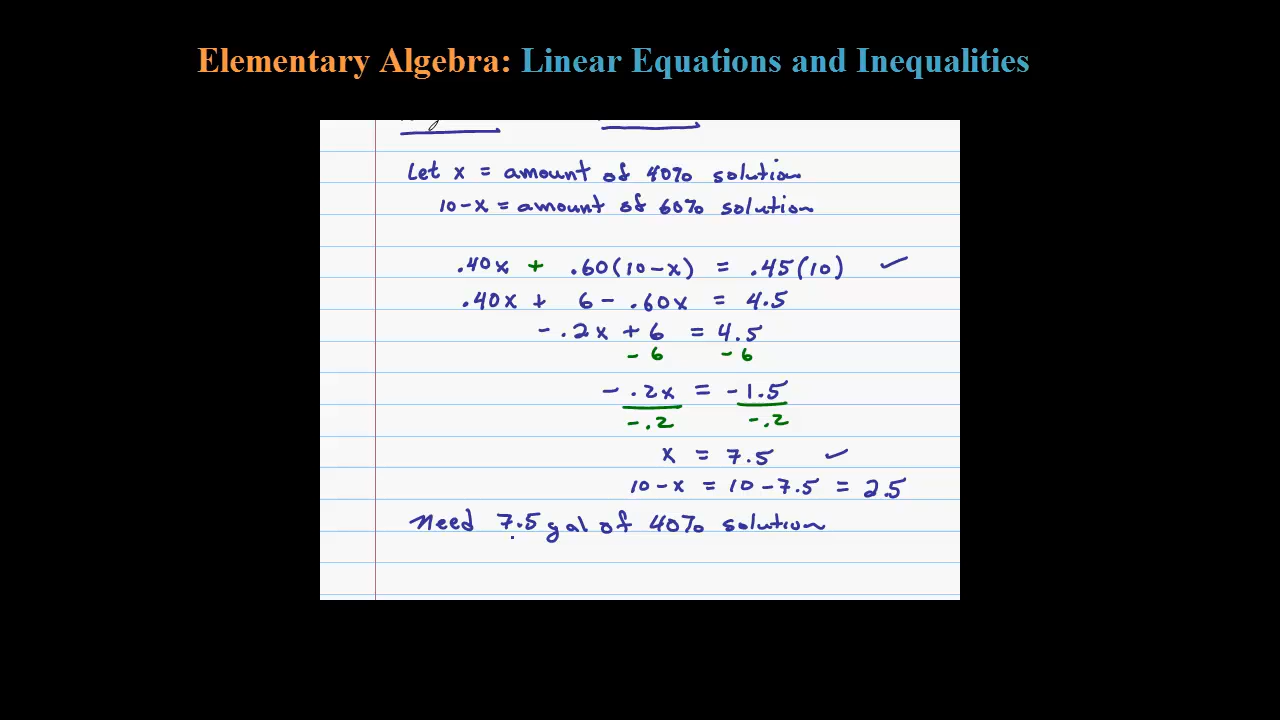 Elementary Algebra: Linear Equations and Inequalities
Let x = amount of 40% solution
10 - x = amount of 60% solution
.40x + .60(10 - x) = .45(10) ✓
.40x + 6 - .60x = 4.5
- .2x + 6 = 4.5
- 6 - 6
- .2x = - 1.5
- .2 - .2
x = 7.5 ✓
10 - x = 10 - 7.5 = 2.5
Need 7.5 gal of 40% solution